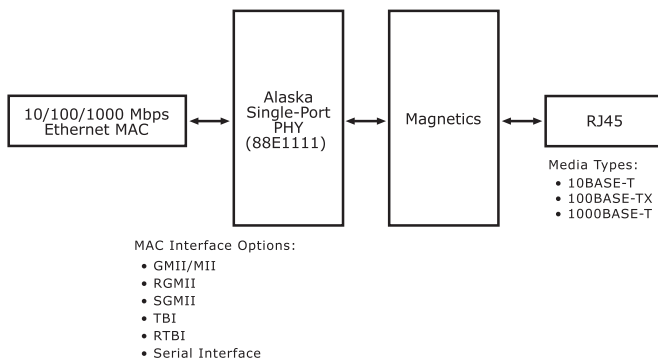 10/100/1000 Mbps
Ethernet MAC
Alaska
Single-Port
PHY
(88E1111)
Magnetics
RJ45
Media Types:
• 10BASE-T
• 100BASE-TX
• 1000BASE-T
MAC Interface Options:
• GMII/MII
• RGMII
• SGMII
• TBI
• RTBI
• Serial Interface